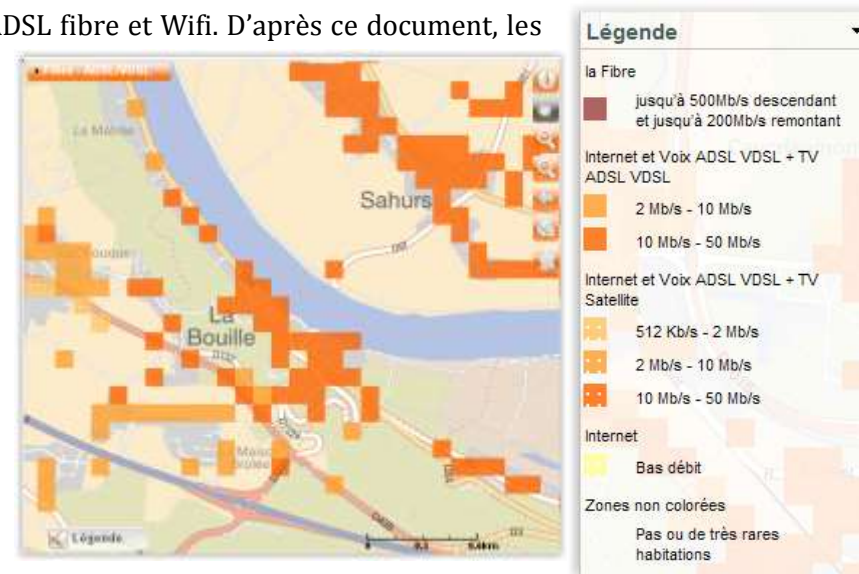 ADSL fibre et Wifi. D'après ce document, les
Sahurs
La
Bouille
Légende
0.6km
Légende
la Fibre
jusqu'à 500Mb/s descendant
et jusqu'à 200Mb/s remontant
Internet et Voix ADSL VDSL + TV
ADSL VDSL
2 Mb/s - 10 Mb/s
10 Mb/s - 50 Mb/s
Internet et Voix ADSL VDSL + TV
Satellite
512 Kb/s - 2 Mb/s
2 Mb/s - 10 Mb/s
10 Mb/s - 50 Mb/s
Internet
Bas débit
Zones non colorées
Pas ou de très rares
habitations